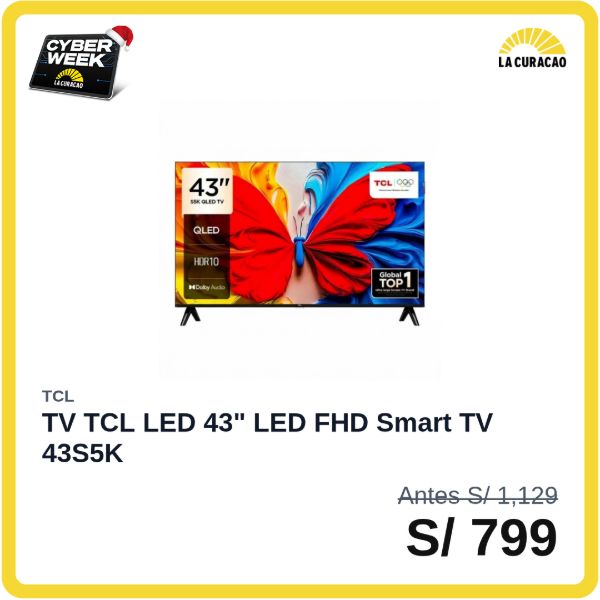 CYBER
WEEK
LA CURACAO
LA CURACAO
43"
S5K QLED TV
QLED
HDR10
Dolby Audio
TCL
Global
TOP 1
TCL
TV TCL LED 43" LED FHD Smart TV
43S5K
Antes S/ 1,129
S/ 799